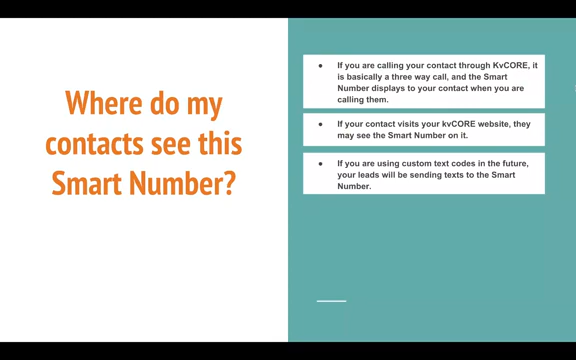 Where do my
contacts see this
Smart Number?
● If you are calling your contact through KvCORE, it
is basically a three way call, and the Smart
Number displays to your contact when you are
calling them.
● If your contact visits your kvCORE website, they
may see the Smart Number on it.
● If you are using custom text codes in the future,
your leads will be sending texts to the Smart
Number.